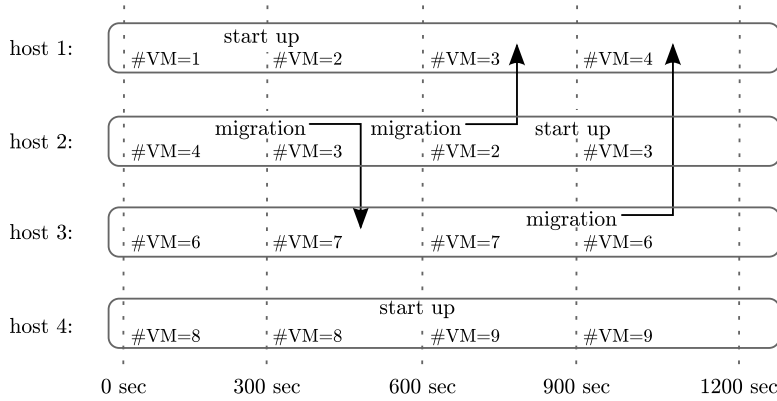 start up
host 1:
#VM=1 #VM=2 #VM=3 #VM=4
migration migration start up
host 2:
#VM=4 #VM=3 #VM=2 #VM=3
migration
host 3:
#VM=6 #VM=7 #VM=7 #VM=6
start up
host 4:
#VM=8 #VM=8 #VM=9 #VM=9
0 sec 300 sec 600 sec 900 sec 1200 sec